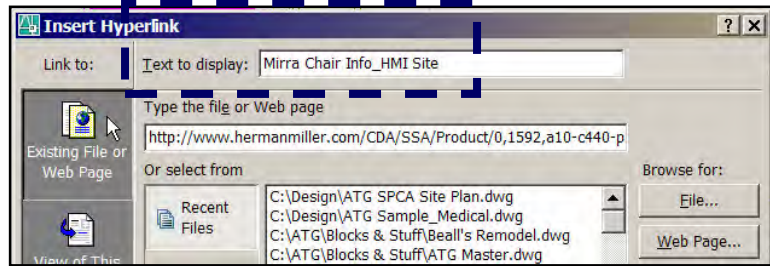 Insert Hyperlink
Link to:
Text to display: Mirra Chair Info_HMI Site
Type the file or Web page
http://www.hermanmiller.com/CDA/SSA/Product/0,1592,a10-c440-p
Existing File or
Web Page
Or select from
Browse for:
Recent
Files
C:\Design\ATG SPCA Site Plan.dwg
C:\Design\ATG Sample_Medical.dwg
C:\ATG\Blocks & Stuff\Beall's Remodel.dwg
C:\ATG\Blocks & Stuff\ATG Master.dwg
File...
Web Page...
View of This